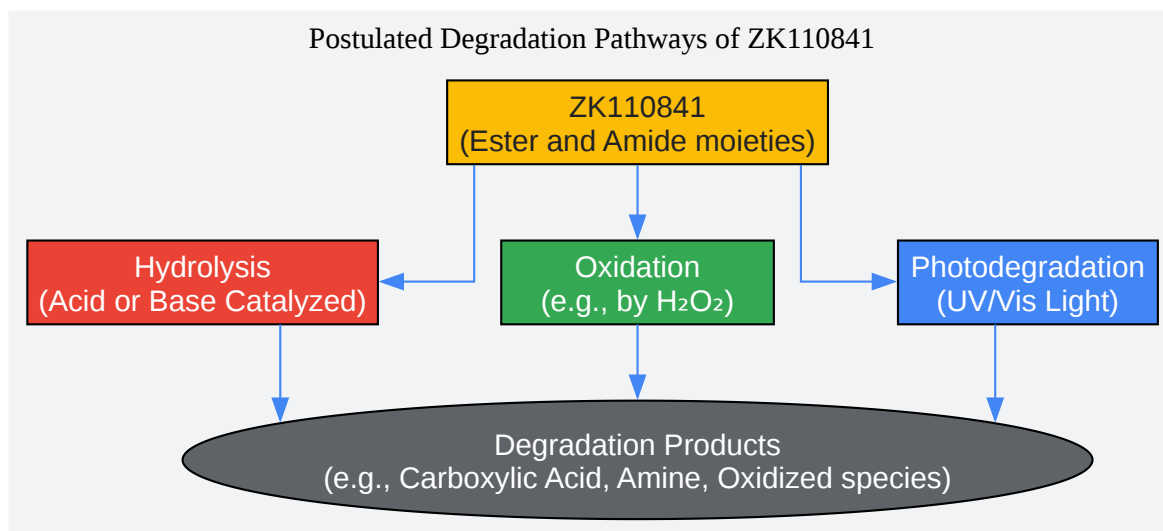 Postulated Degradation Pathways of ZK110841
ZK110841
(Ester and Amide moieties)
Hydrolysis
(Acid or Base Catalyzed)
Oxidation
(e.g., by H₂O₂)
Photodegradation
(UV/Vis Light)
Degradation Products
(e.g., Carboxylic Acid, Amine, Oxidized species)